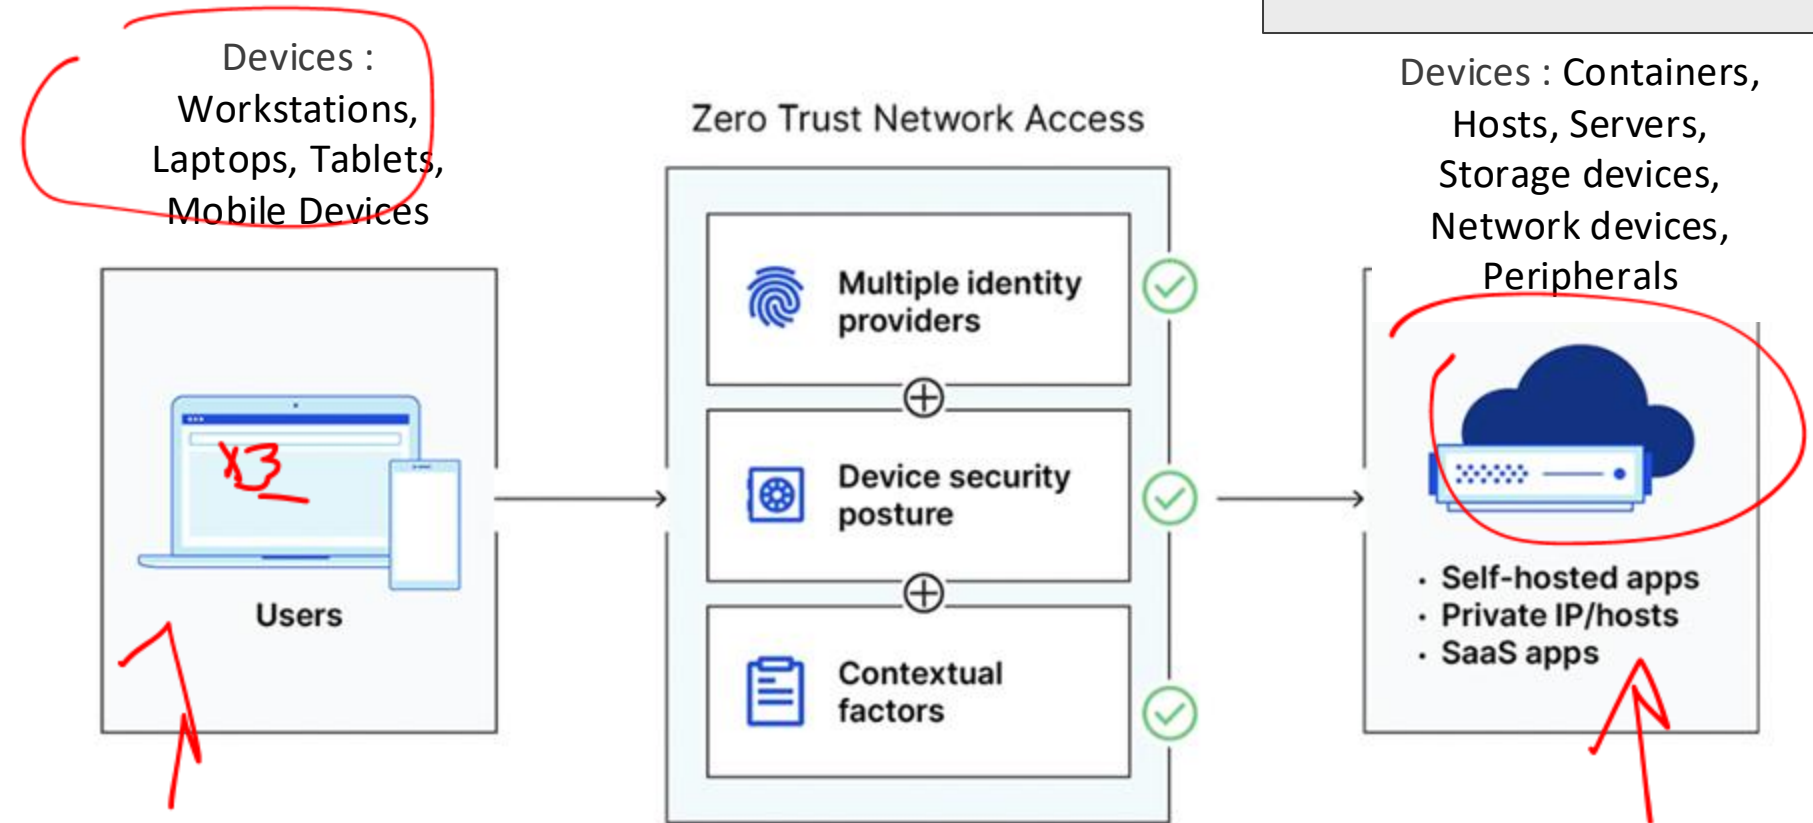 Devices :
Workstations,
Laptops, Tablets,
Mobile Devices
Users
x3
Zero Trust Network Access
Multiple identity
providers
Device security
posture
Contextual
factors
Devices : Containers,
Hosts, Servers,
Storage devices,
Network devices,
Peripherals
· Self-hosted apps
· Private IP/hosts
· SaaS apps